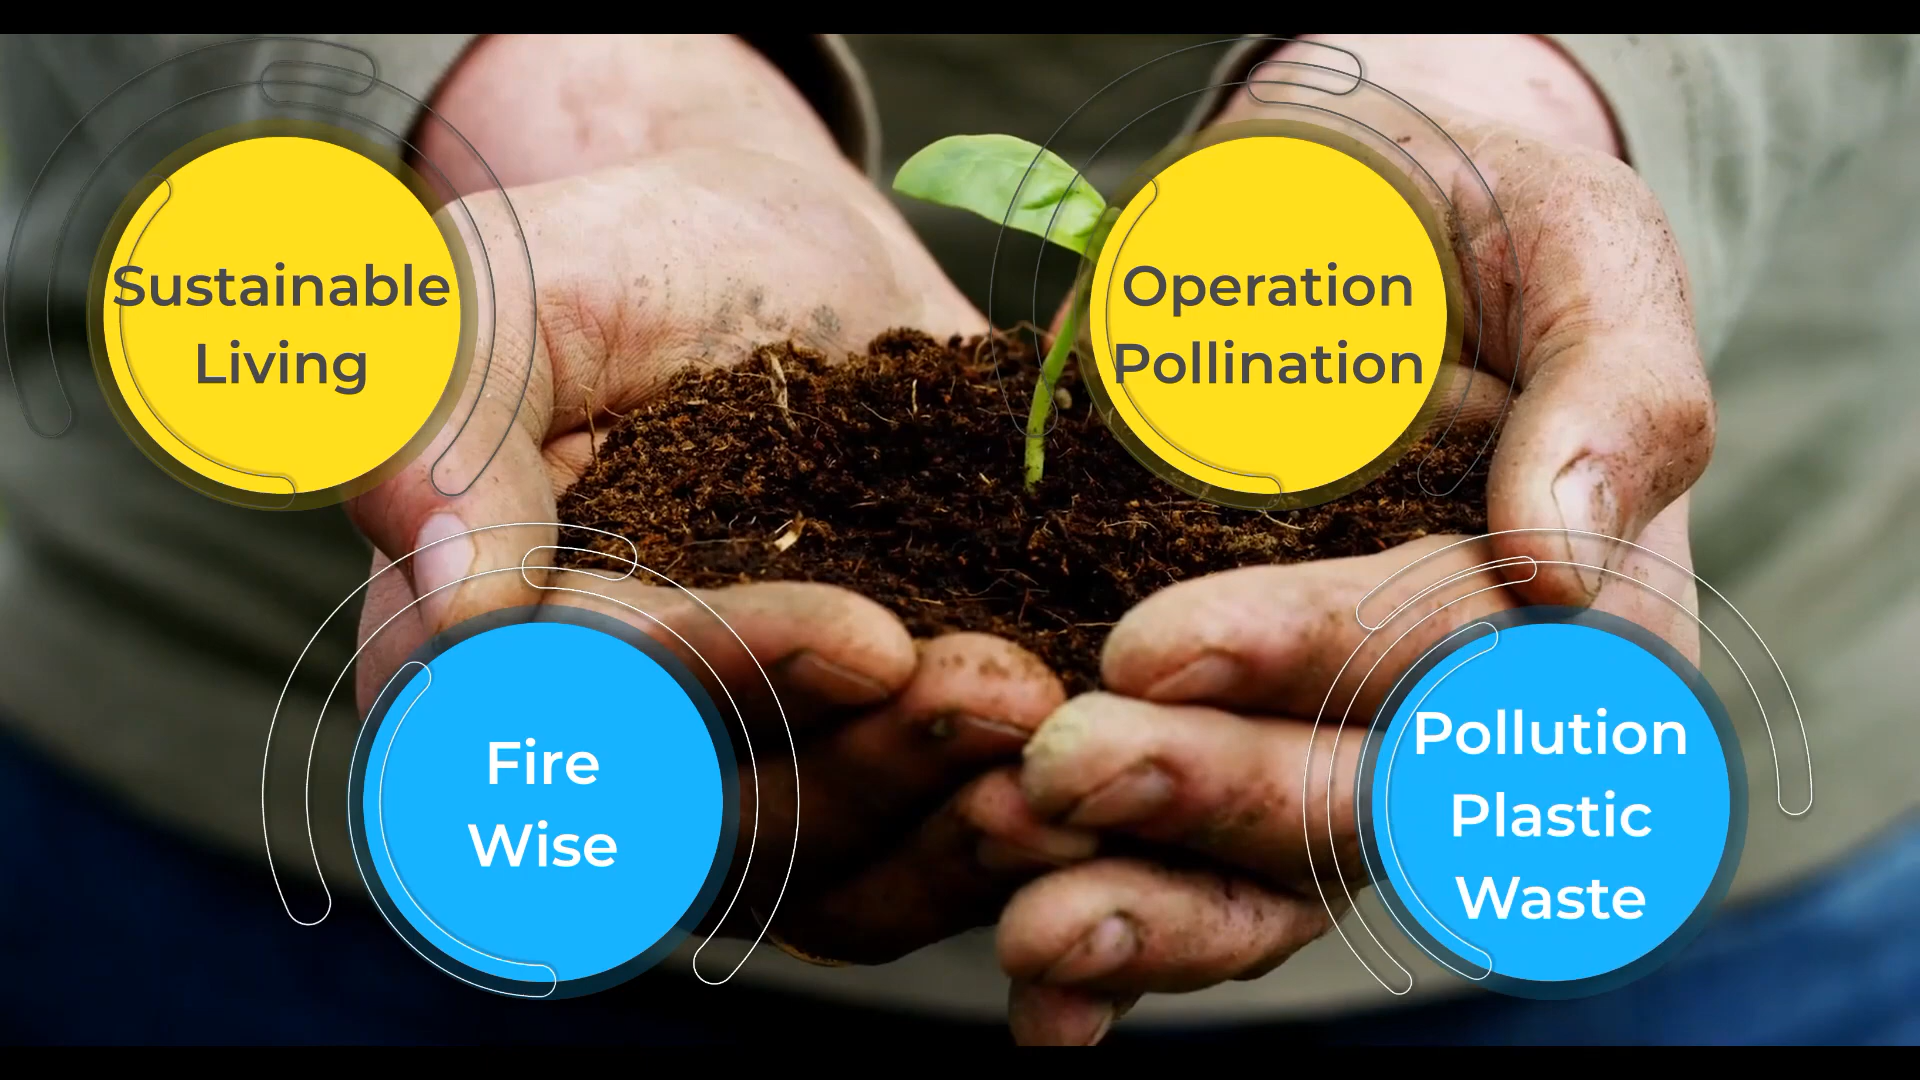 Sustainable
Living
Operation
Pollination
Fire
Wise
Pollution
Plastic
Waste